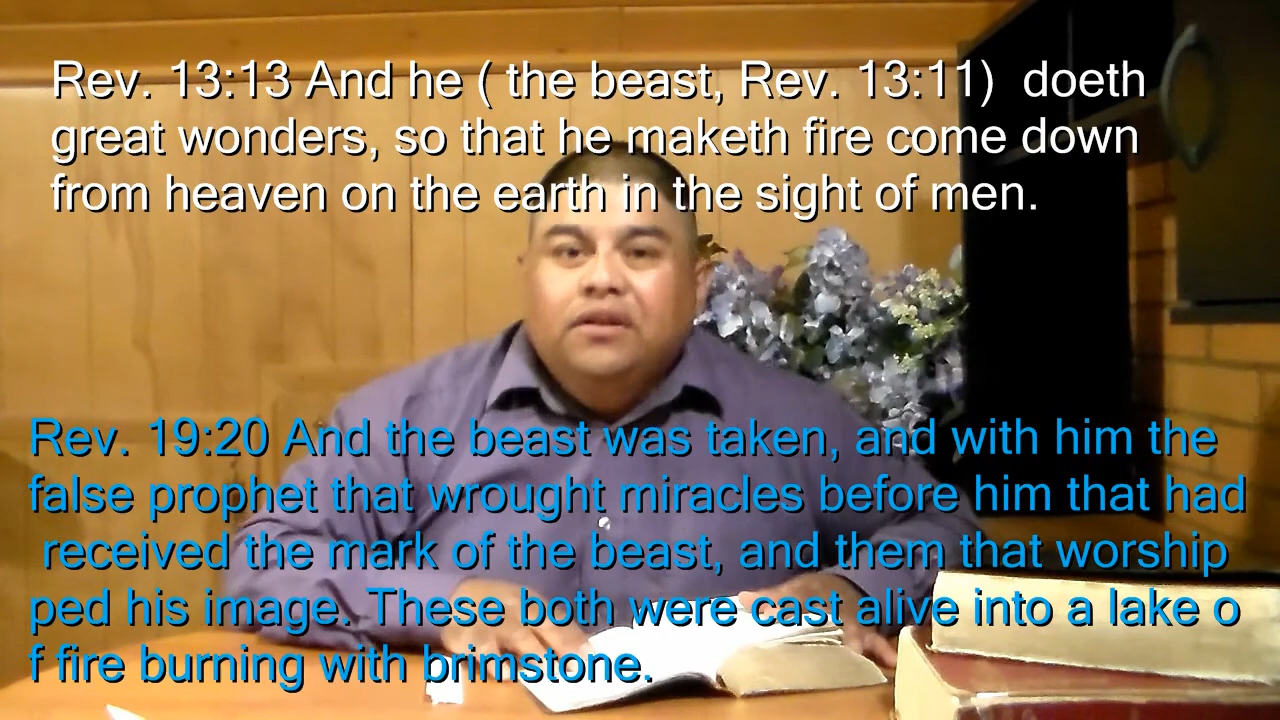 Rev. 13:13 And he ( the beast, Rev. 13:11)  doeth
great wonders, so that he maketh fire come down
from heaven on the earth in the sight of men.
Rev. 19:20 And the beast was taken, and with him the
false prophet that wrought miracles before him that had
received the mark of the beast, and them that worship
ped his image. These both were cast alive into a lake o
f fire burning with brimstone.